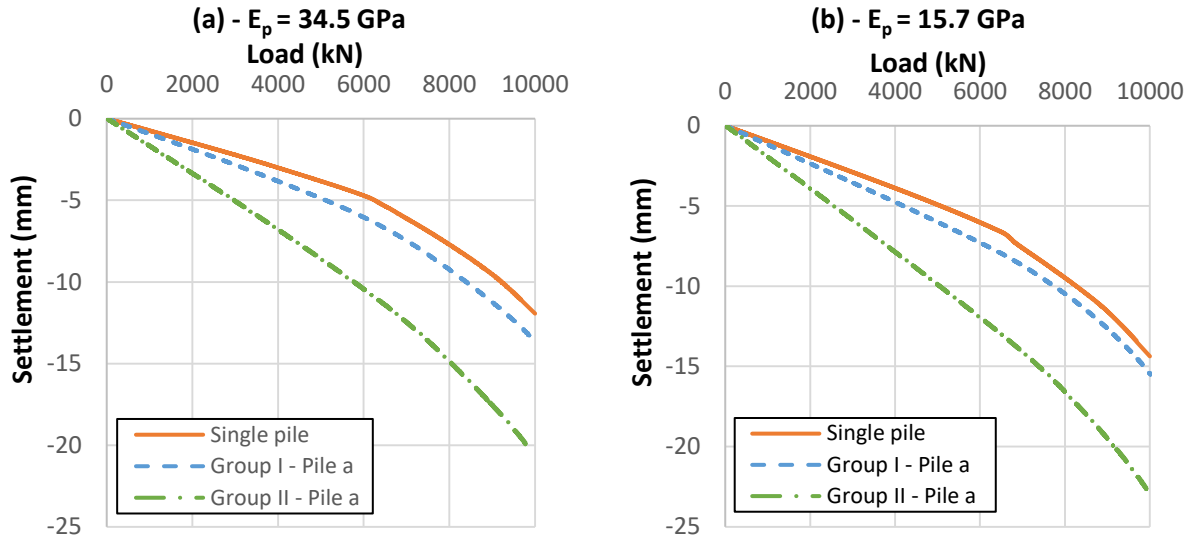 (a) - Ep = 34.5 GPa
Load (kN)
0 2000 4000 6000 8000 10000
0
-5
-10
-15
-20
-25
Settlement (mm)
Single pile
Group I - Pile a
Group II - Pile a
(b) - Ep = 15.7 GPa
Load (kN)
0 2000 4000 6000 8000 10000
0
-5
-10
-15
-20
-25
Settlement (mm)
Single pile
Group I - Pile a
Group II - Pile a